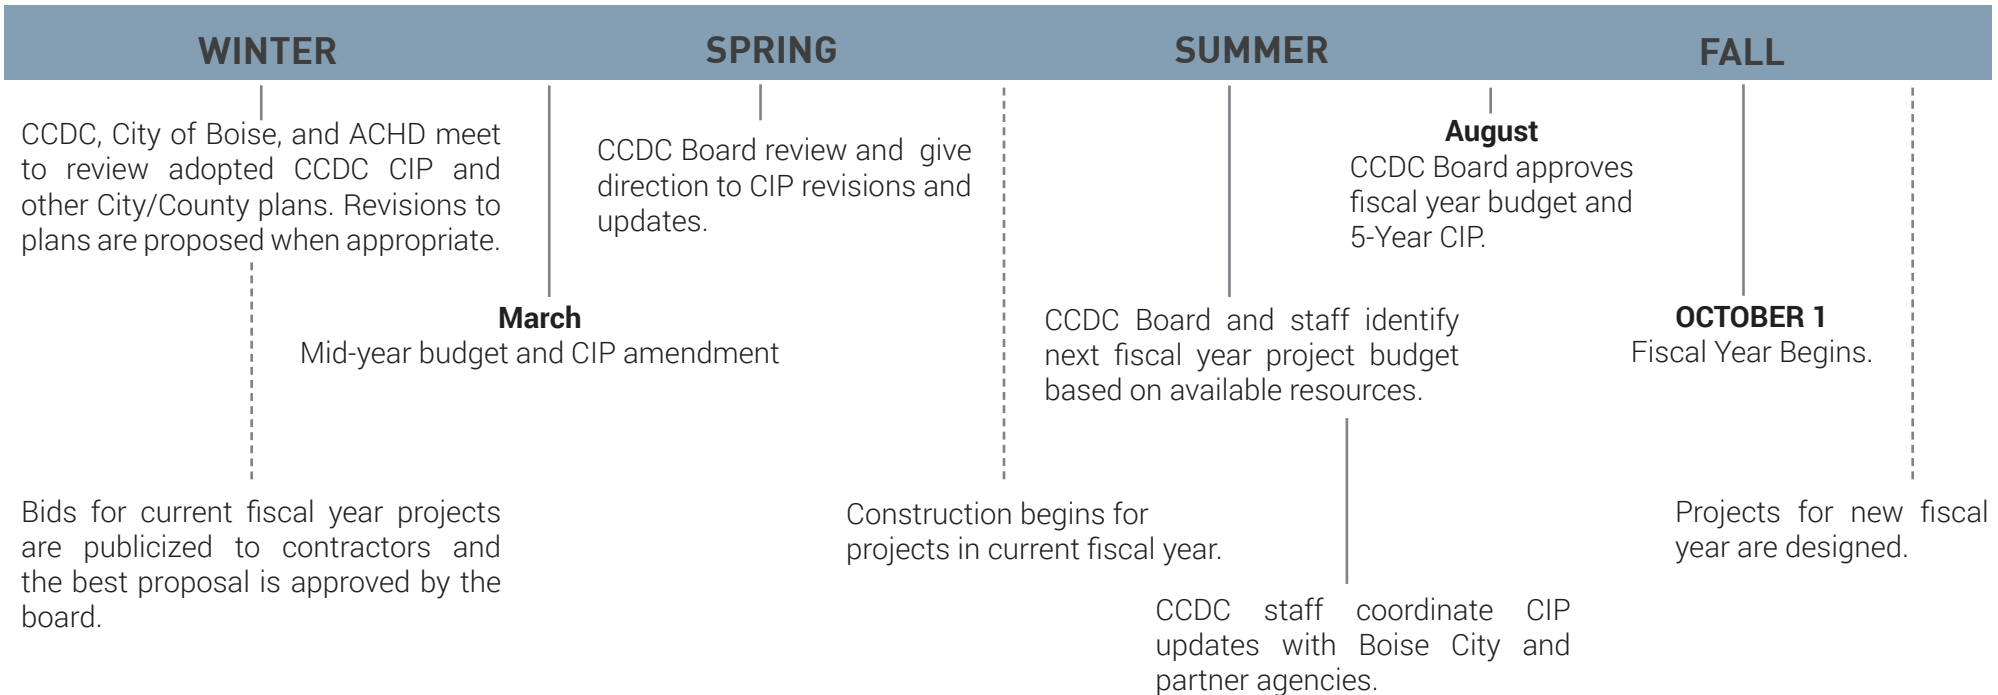 WINTER
SPRING
SUMMER
FALL
CCDC, City of Boise, and ACHD meet
to review adopted CCDC CIP and
other City/County plans. Revisions to
plans are proposed when appropriate.
Bids for current fiscal year projects
are publicized to contractors and
the best proposal is approved by the
board.
March
Mid-year budget and CIP amendment
CCDC Board review and give
direction to CIP revisions and
updates.
Construction begins for
projects in current fiscal year.
CCDC Board and staff identify
next fiscal year project budget
based on available resources.
CCDC staff coordinate CIP
updates with Boise City and
partner agencies.
August
CCDC Board approves
fiscal year budget and
5-Year CIP.
OCTOBER 1
Fiscal Year Begins.
Projects for new fiscal
year are designed.